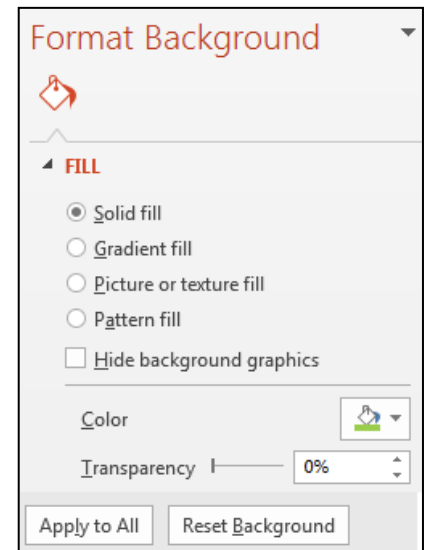 Format Background
FILL
Solid fill
Gradient fill
Picture or texture fill
Pattern fill
Hide background graphics
Color
Transparency 0%
Apply to All Reset Background